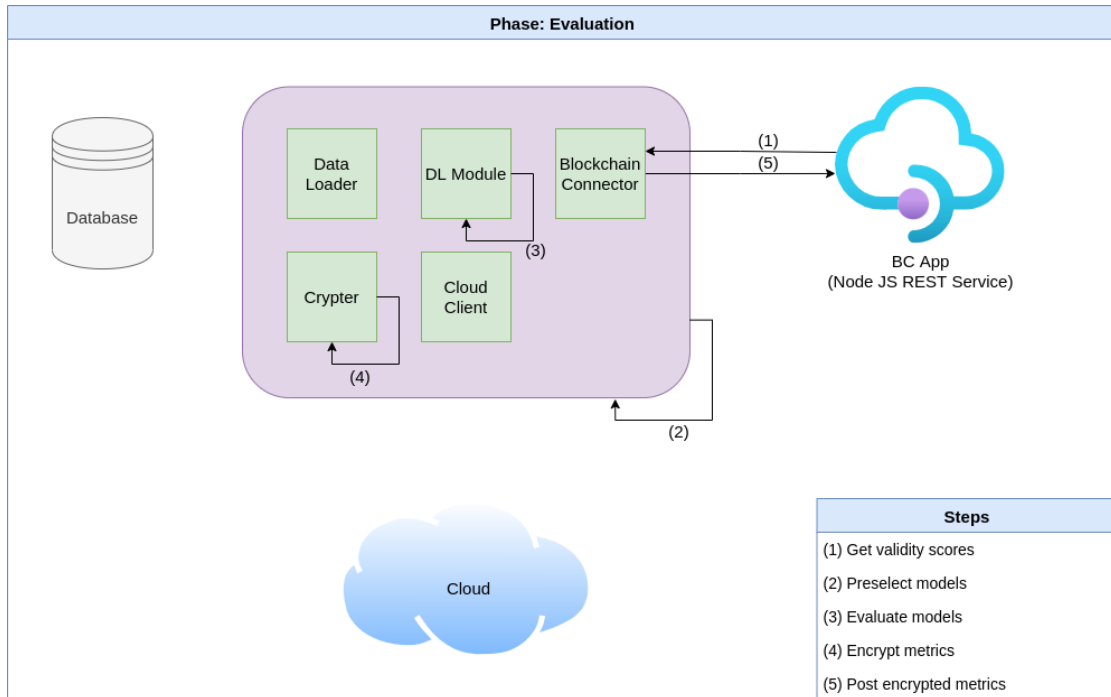 Phase: Evaluation
Database
Data
Loader
DL Module
Blockchain
Connector
(1)
(5)
(3)
BC App
(Node JS REST Service)
Crypter
Cloud
Client
(4)
(2)
Cloud
Steps
(1) Get validity scores
(2) Preselect models
(3) Evaluate models
(4) Encrypt metrics
(5) Post encrypted metrics